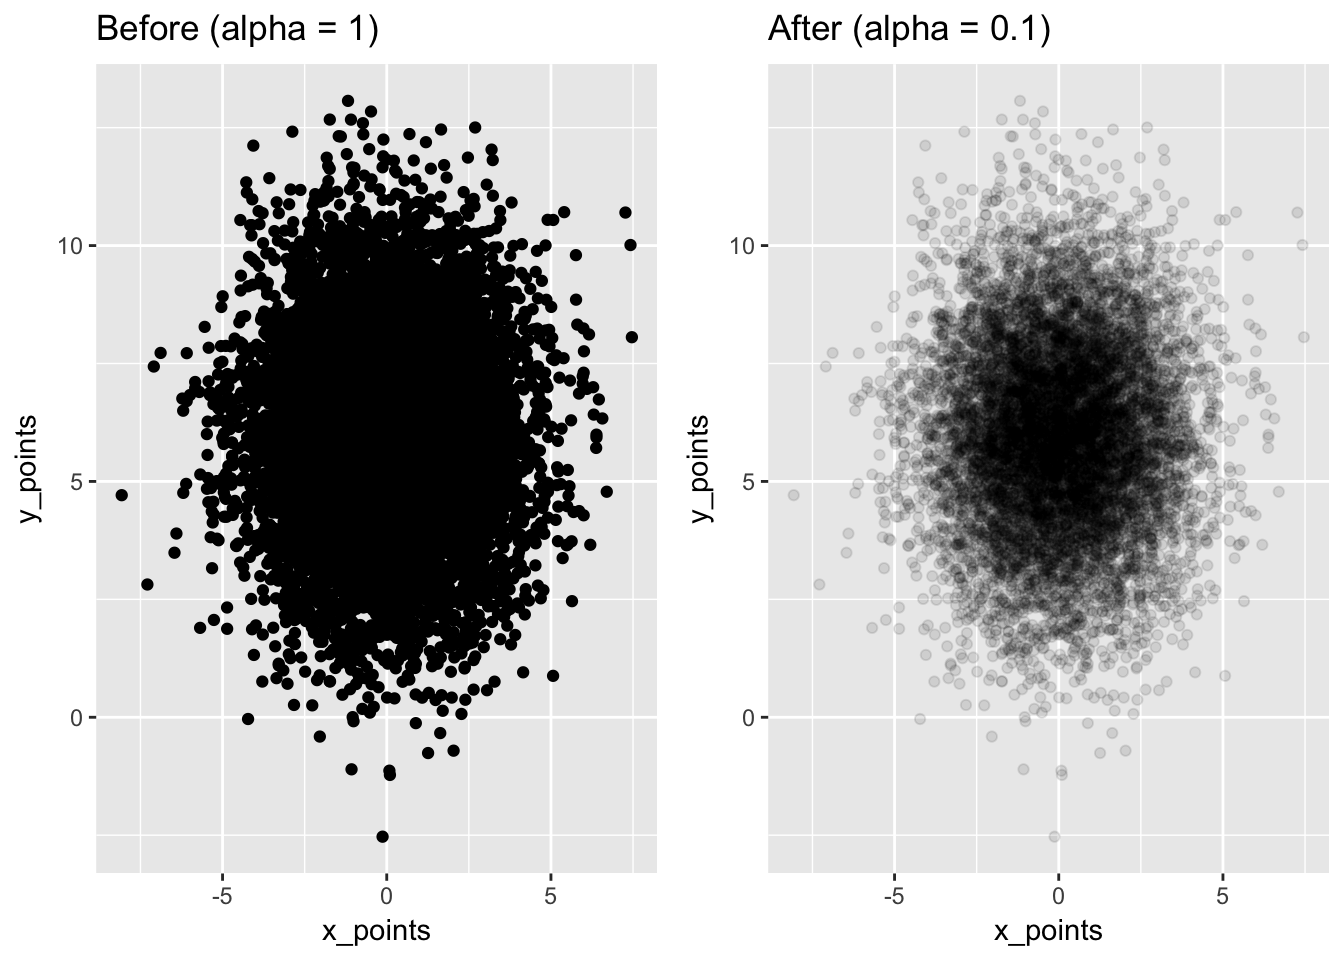 Before (alpha = 1)
10
5
0
-5
0
5
x_points
y_points
After (alpha = 0.1)
10
5
0
-5
0
5
x_points
y_points